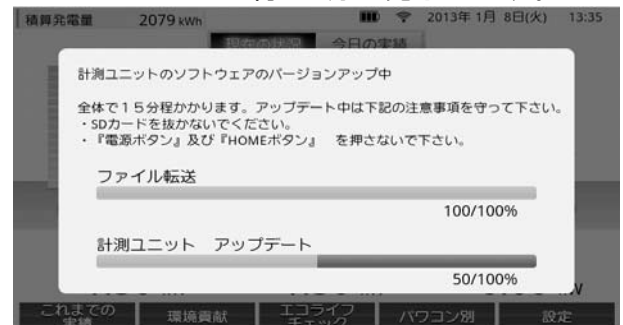 積算発電量 2079 kWh 2013年 1月 8日(火) 13:35
現在の状況 今日の実績
計測ユニットのソフトウェアのバージョンアップ中
全体で15分程かかります。アップデート中は下記の注意事項を守って下さい。
・SDカードを抜かないでください。
・『電源ボタン』及び『HOMEボタン』 を押さないで下さい。
ファイル転送
100/100%
計測ユニット アップデート
50/100%
これまでの実績 環境貢献 エコライフチェック パワコン別 設定